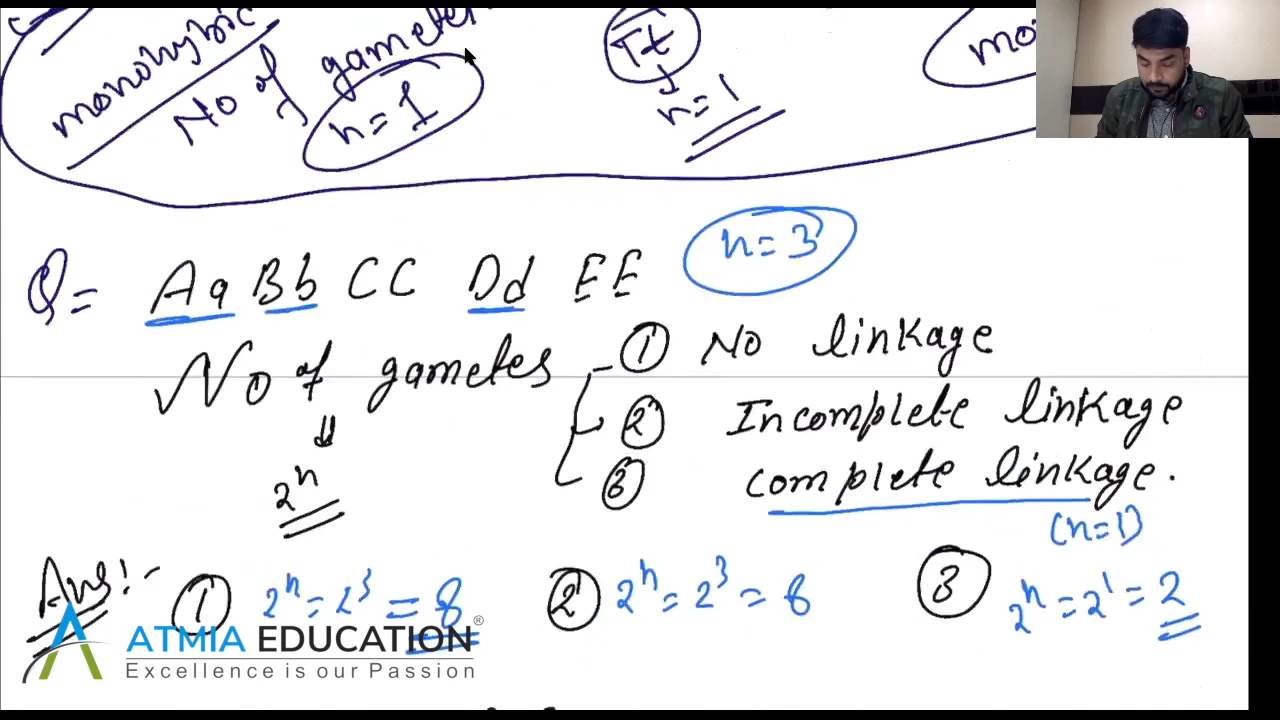 monohybic
No of gametes
n = 1
Tt
n = 1
mo
Q = Aa Bb CC Dd EE n = 3
No of gametes
① No linkage
② Incomplete linkage
③ complete linkage.
2ⁿ
(n=1)
Ans:-
① 2ⁿ = 2³ = 8
② 2ⁿ = 2³ = 8
③ 2ⁿ = 2¹ = 2
ATMIA EDUCATION®
Excellence is our Passion